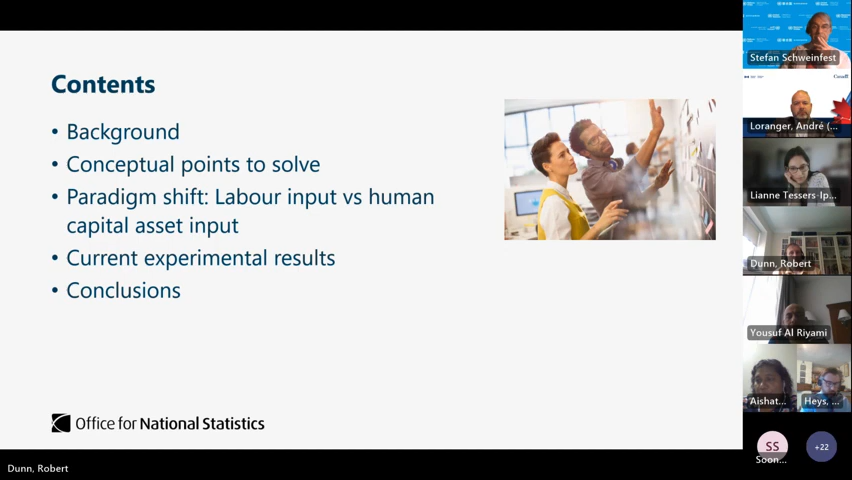 Contents
• Background
• Conceptual points to solve
• Paradigm shift: Labour input vs human
capital asset input
• Current experimental results
• Conclusions
Office for National Statistics
Dunn, Robert
Stefan Schweinfest
Canada
Loranger, André (...
Lianne Tessers-Ip...
Dunn, Robert
Yousuf Al Riyami
Aishat...
Heys, ...
SS
Soon...
+22